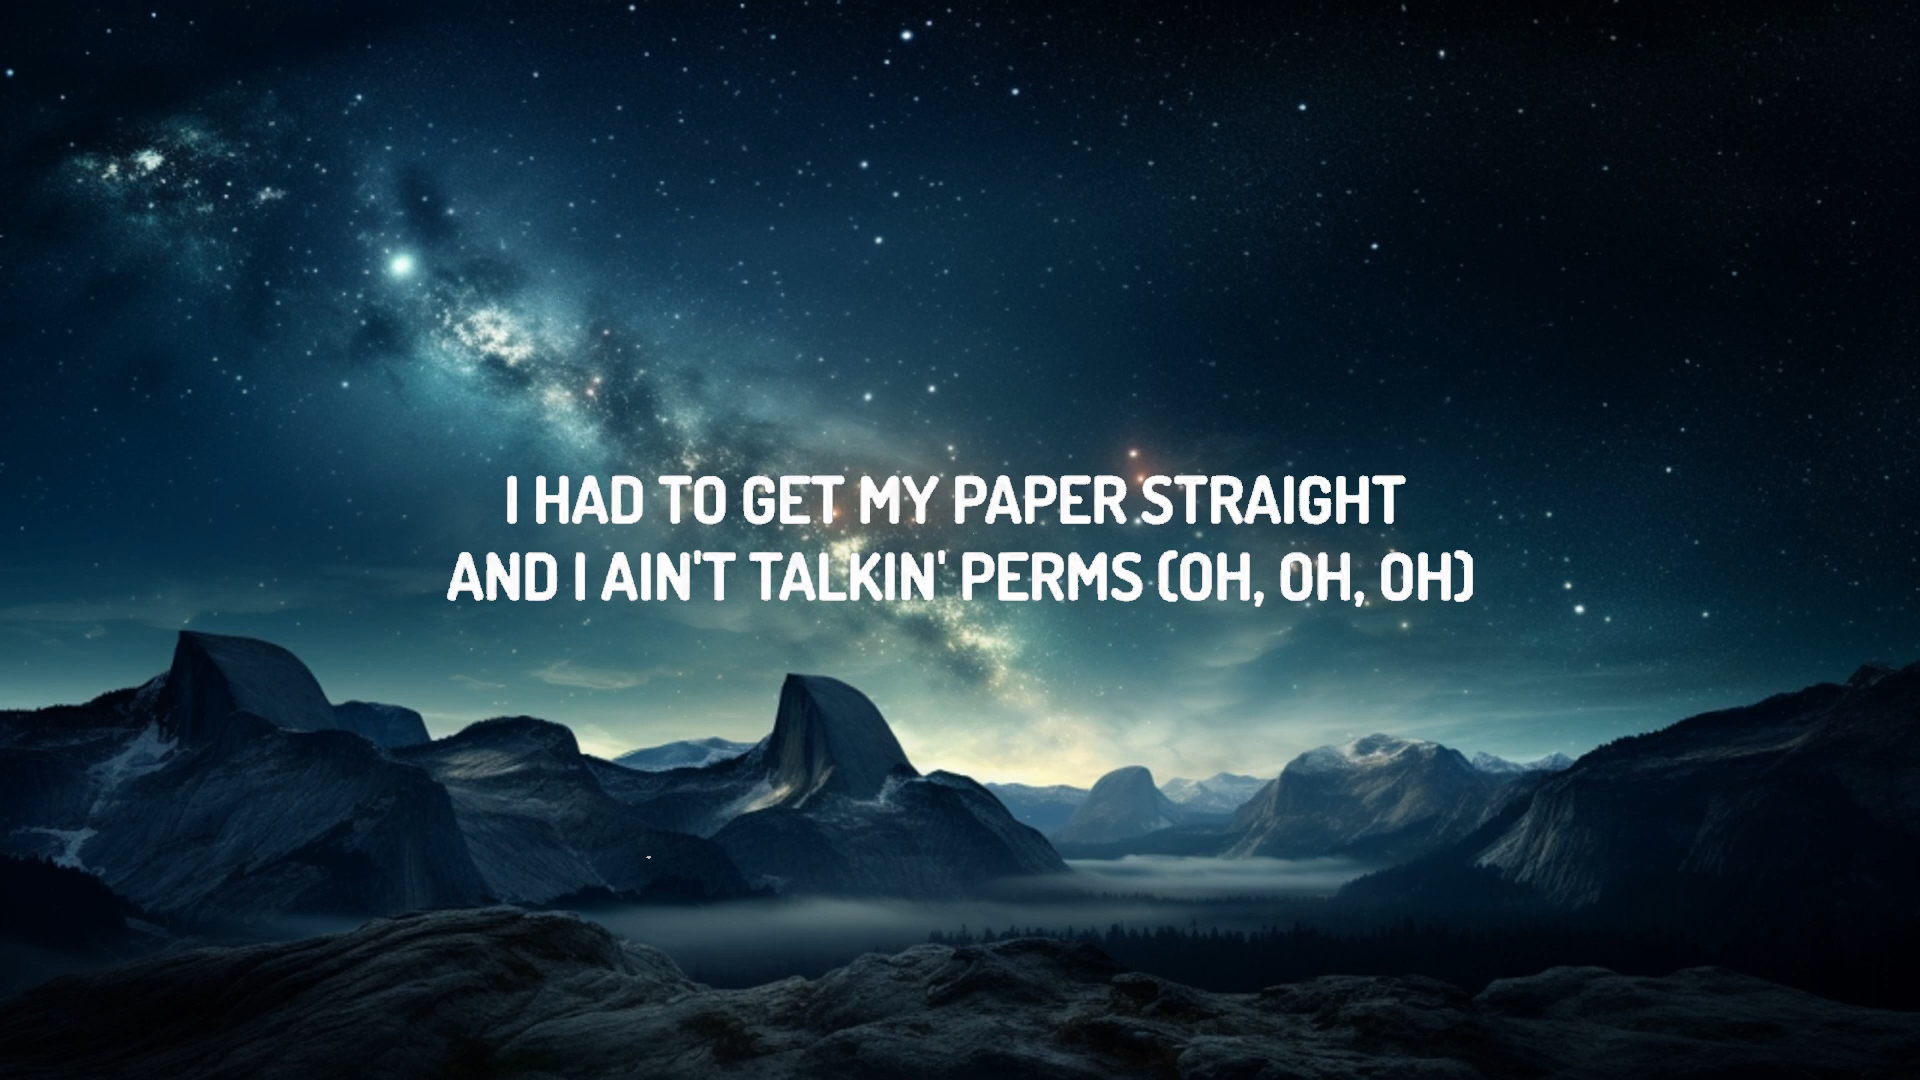 I HAD TO GET MY PAPER STRAIGHT
AND I AIN'T TALKIN' PERMS (OH, OH, OH)